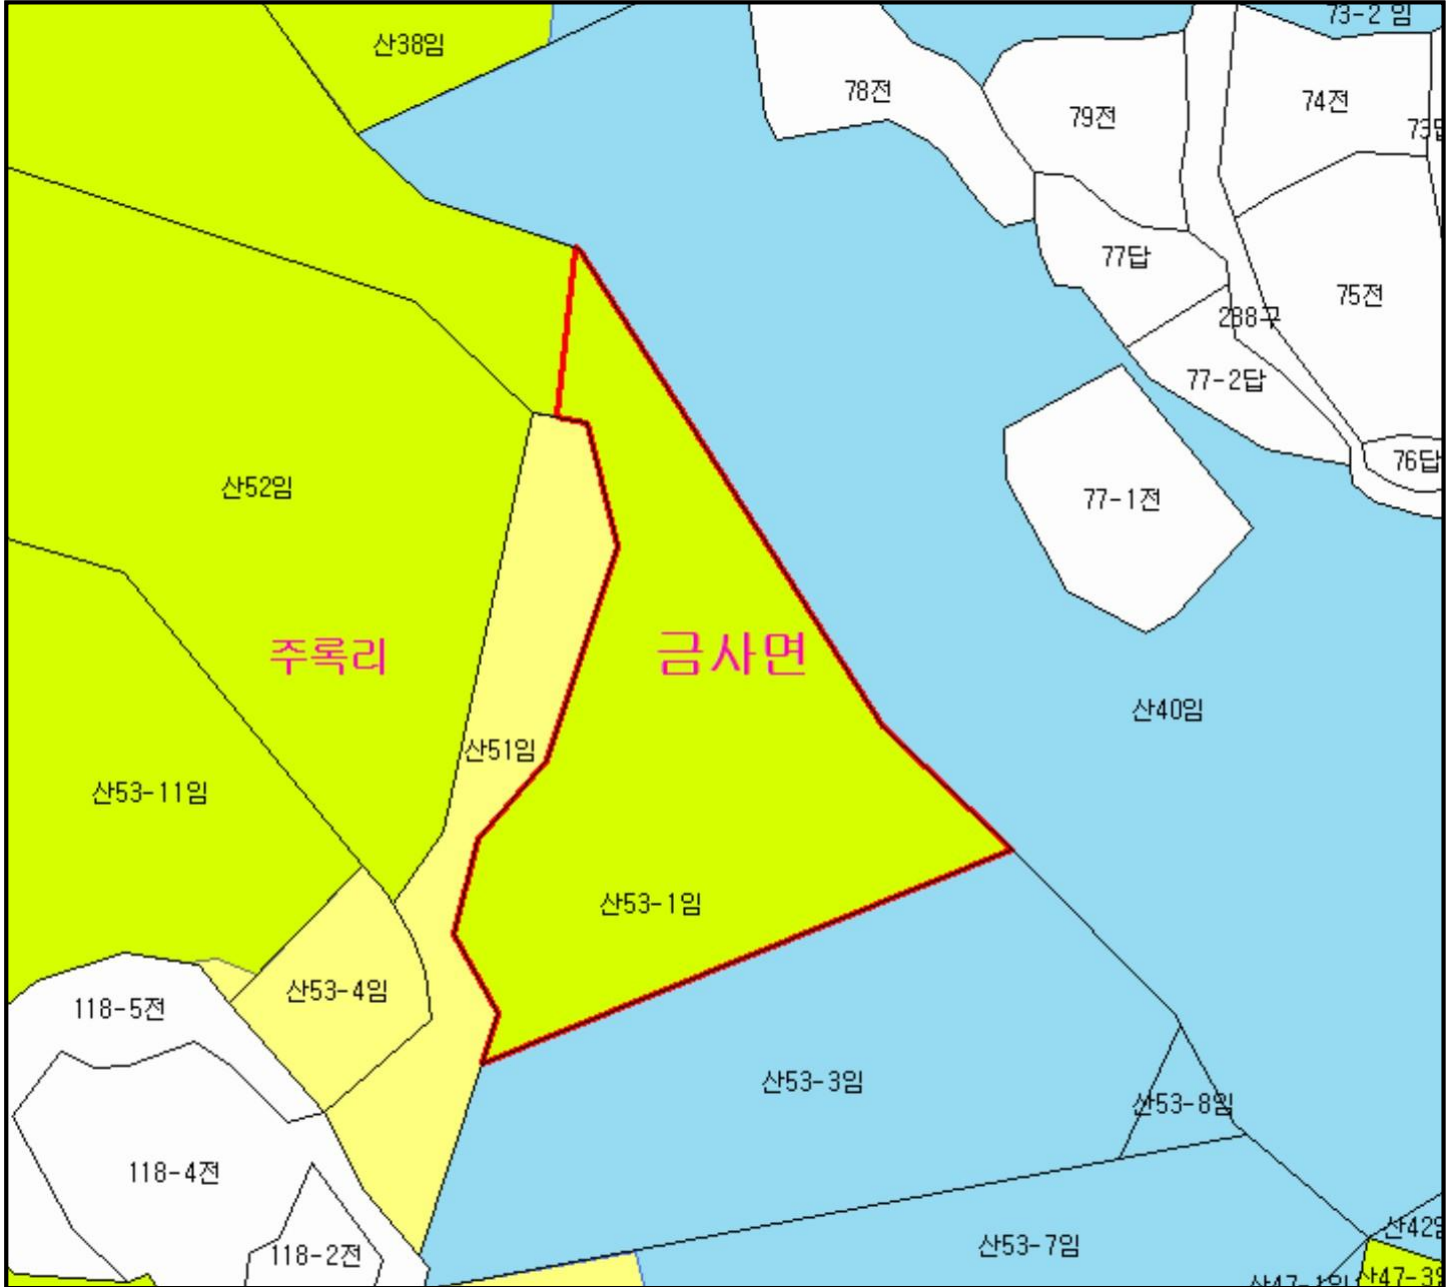 73-2 임
산38임
78전
74전
79전
77답
75전
288구
77-2답
76답
산52임
77-1전
주록리
금사면
산40임
산51임
산53-11임
산53-1임
산53-4임
118-5전
산53-3임
산53-8임
118-4전
산42임
산53-7임
118-2전